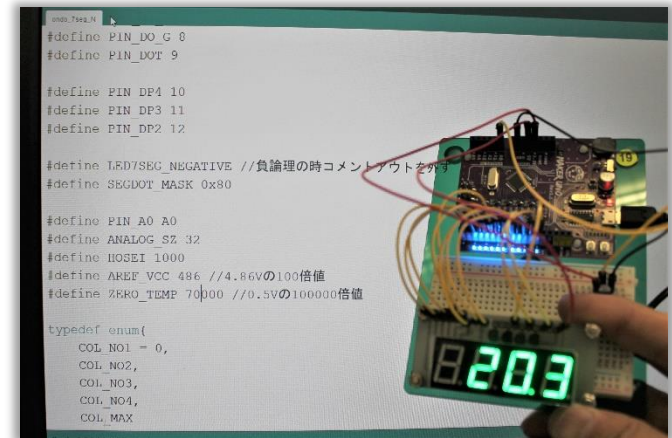 ondo_7seg_N
#define PIN_DO_G 8
#define PIN_DOT 9
#define PIN_DP4 10
#define PIN_DP3 11
#define PIN_DP2 12
#define LED7SEG_NEGATIVE //負論理の時コメントアウトを外す
#define SEGDOT_MASK 0x80
#define PIN_A0 A0
#define ANALOG_SZ 32
#define HOSEI 1000
#define AREF_VCC 486 //4.86Vの100倍値
#define ZERO_TEMP 70000 //0.5Vの100000倍値
typedef enum{
COL_NO1 = 0,
COL_NO2,
COL_NO3,
COL_NO4,
COL_MAX
19
20.3